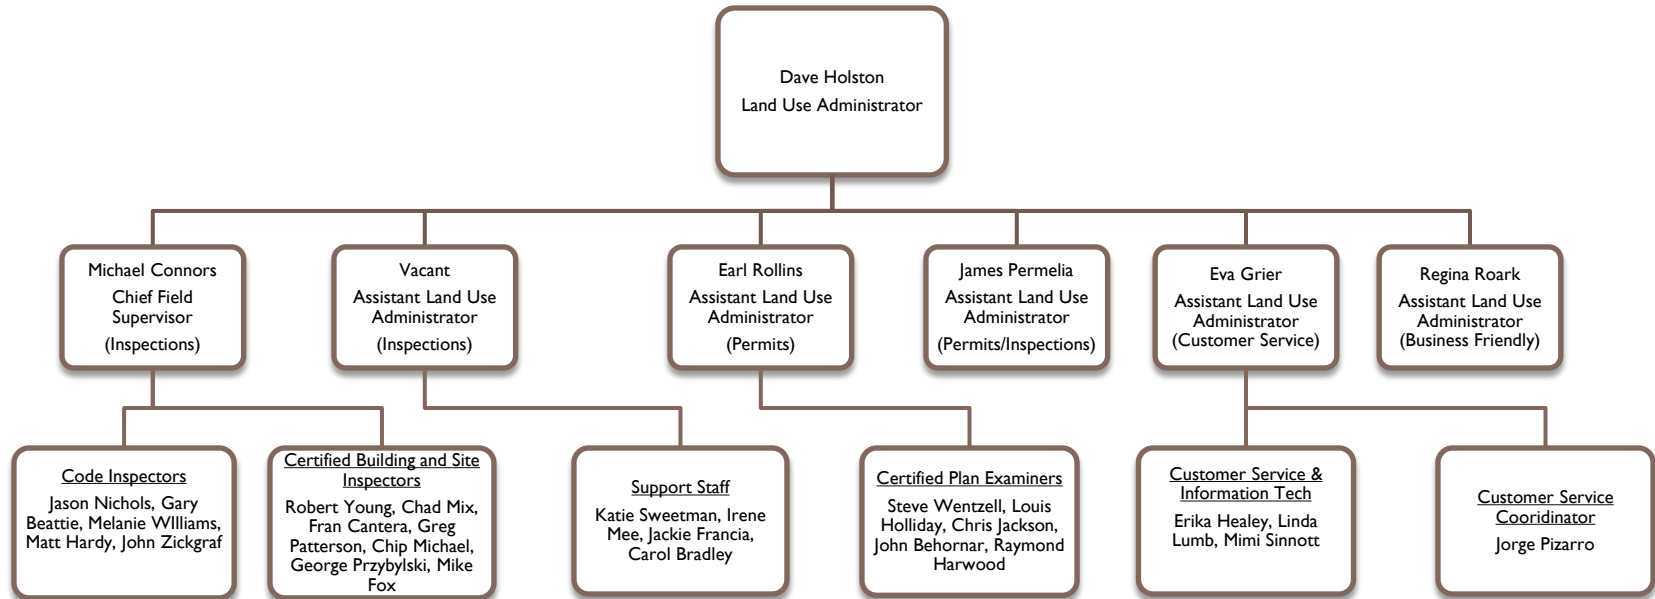 Dave Holston
Land Use Administrator
Michael Connors
Chief Field
Supervisor
(Inspections)
Vacant
Assistant Land Use
Administrator
(Inspections)
Earl Rollins
Assistant Land Use
Administrator
(Permits)
James Permelia
Assistant Land Use
Administrator
(Permits/Inspections)
Eva Grier
Assistant Land Use
Administrator
(Customer Service)
Regina Roark
Assistant Land Use
Administrator
(Business Friendly)
Code Inspectors
Jason Nichols, Gary
Beattie, Melanie WIlliams,
Matt Hardy, John Zickgraf
Certified Building and Site
Inspectors
Robert Young, Chad Mix,
Fran Cantera, Greg
Patterson, Chip Michael,
George Przybylski, Mike
Fox
Support Staff
Katie Sweetman, Irene
Mee, Jackie Francia,
Carol Bradley
Certified Plan Examiners
Steve Wentzell, Louis
Holliday, Chris Jackson,
John Behornar, Raymond
Harwood
Customer Service &
Information Tech
Erika Healey, Linda
Lumb, Mimi Sinnott
Customer Service
Cooridinator
Jorge Pizarro